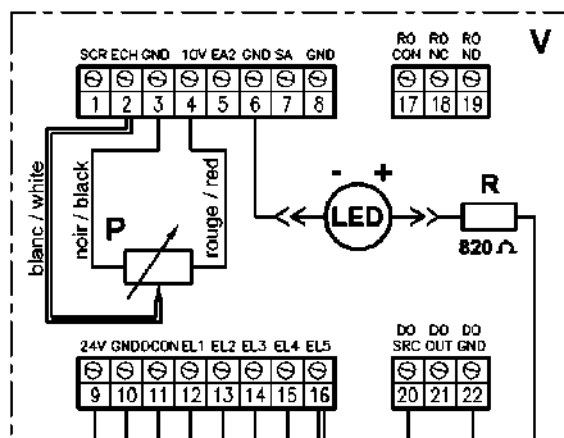 RO RO RO
SCR ECH GND 10V EA2 GND SA GND CON NC ND
V
1 2 3 4 5 6 7 8 17 18 19
blanc / white
noir / black
rouge / red
P
- +
LED
R
820 Ω
DO DO DO
24V GND DCON EL1 EL2 EL3 EL4 EL5 SRC OUT GND
9 10 11 12 13 14 15 16 20 21 22